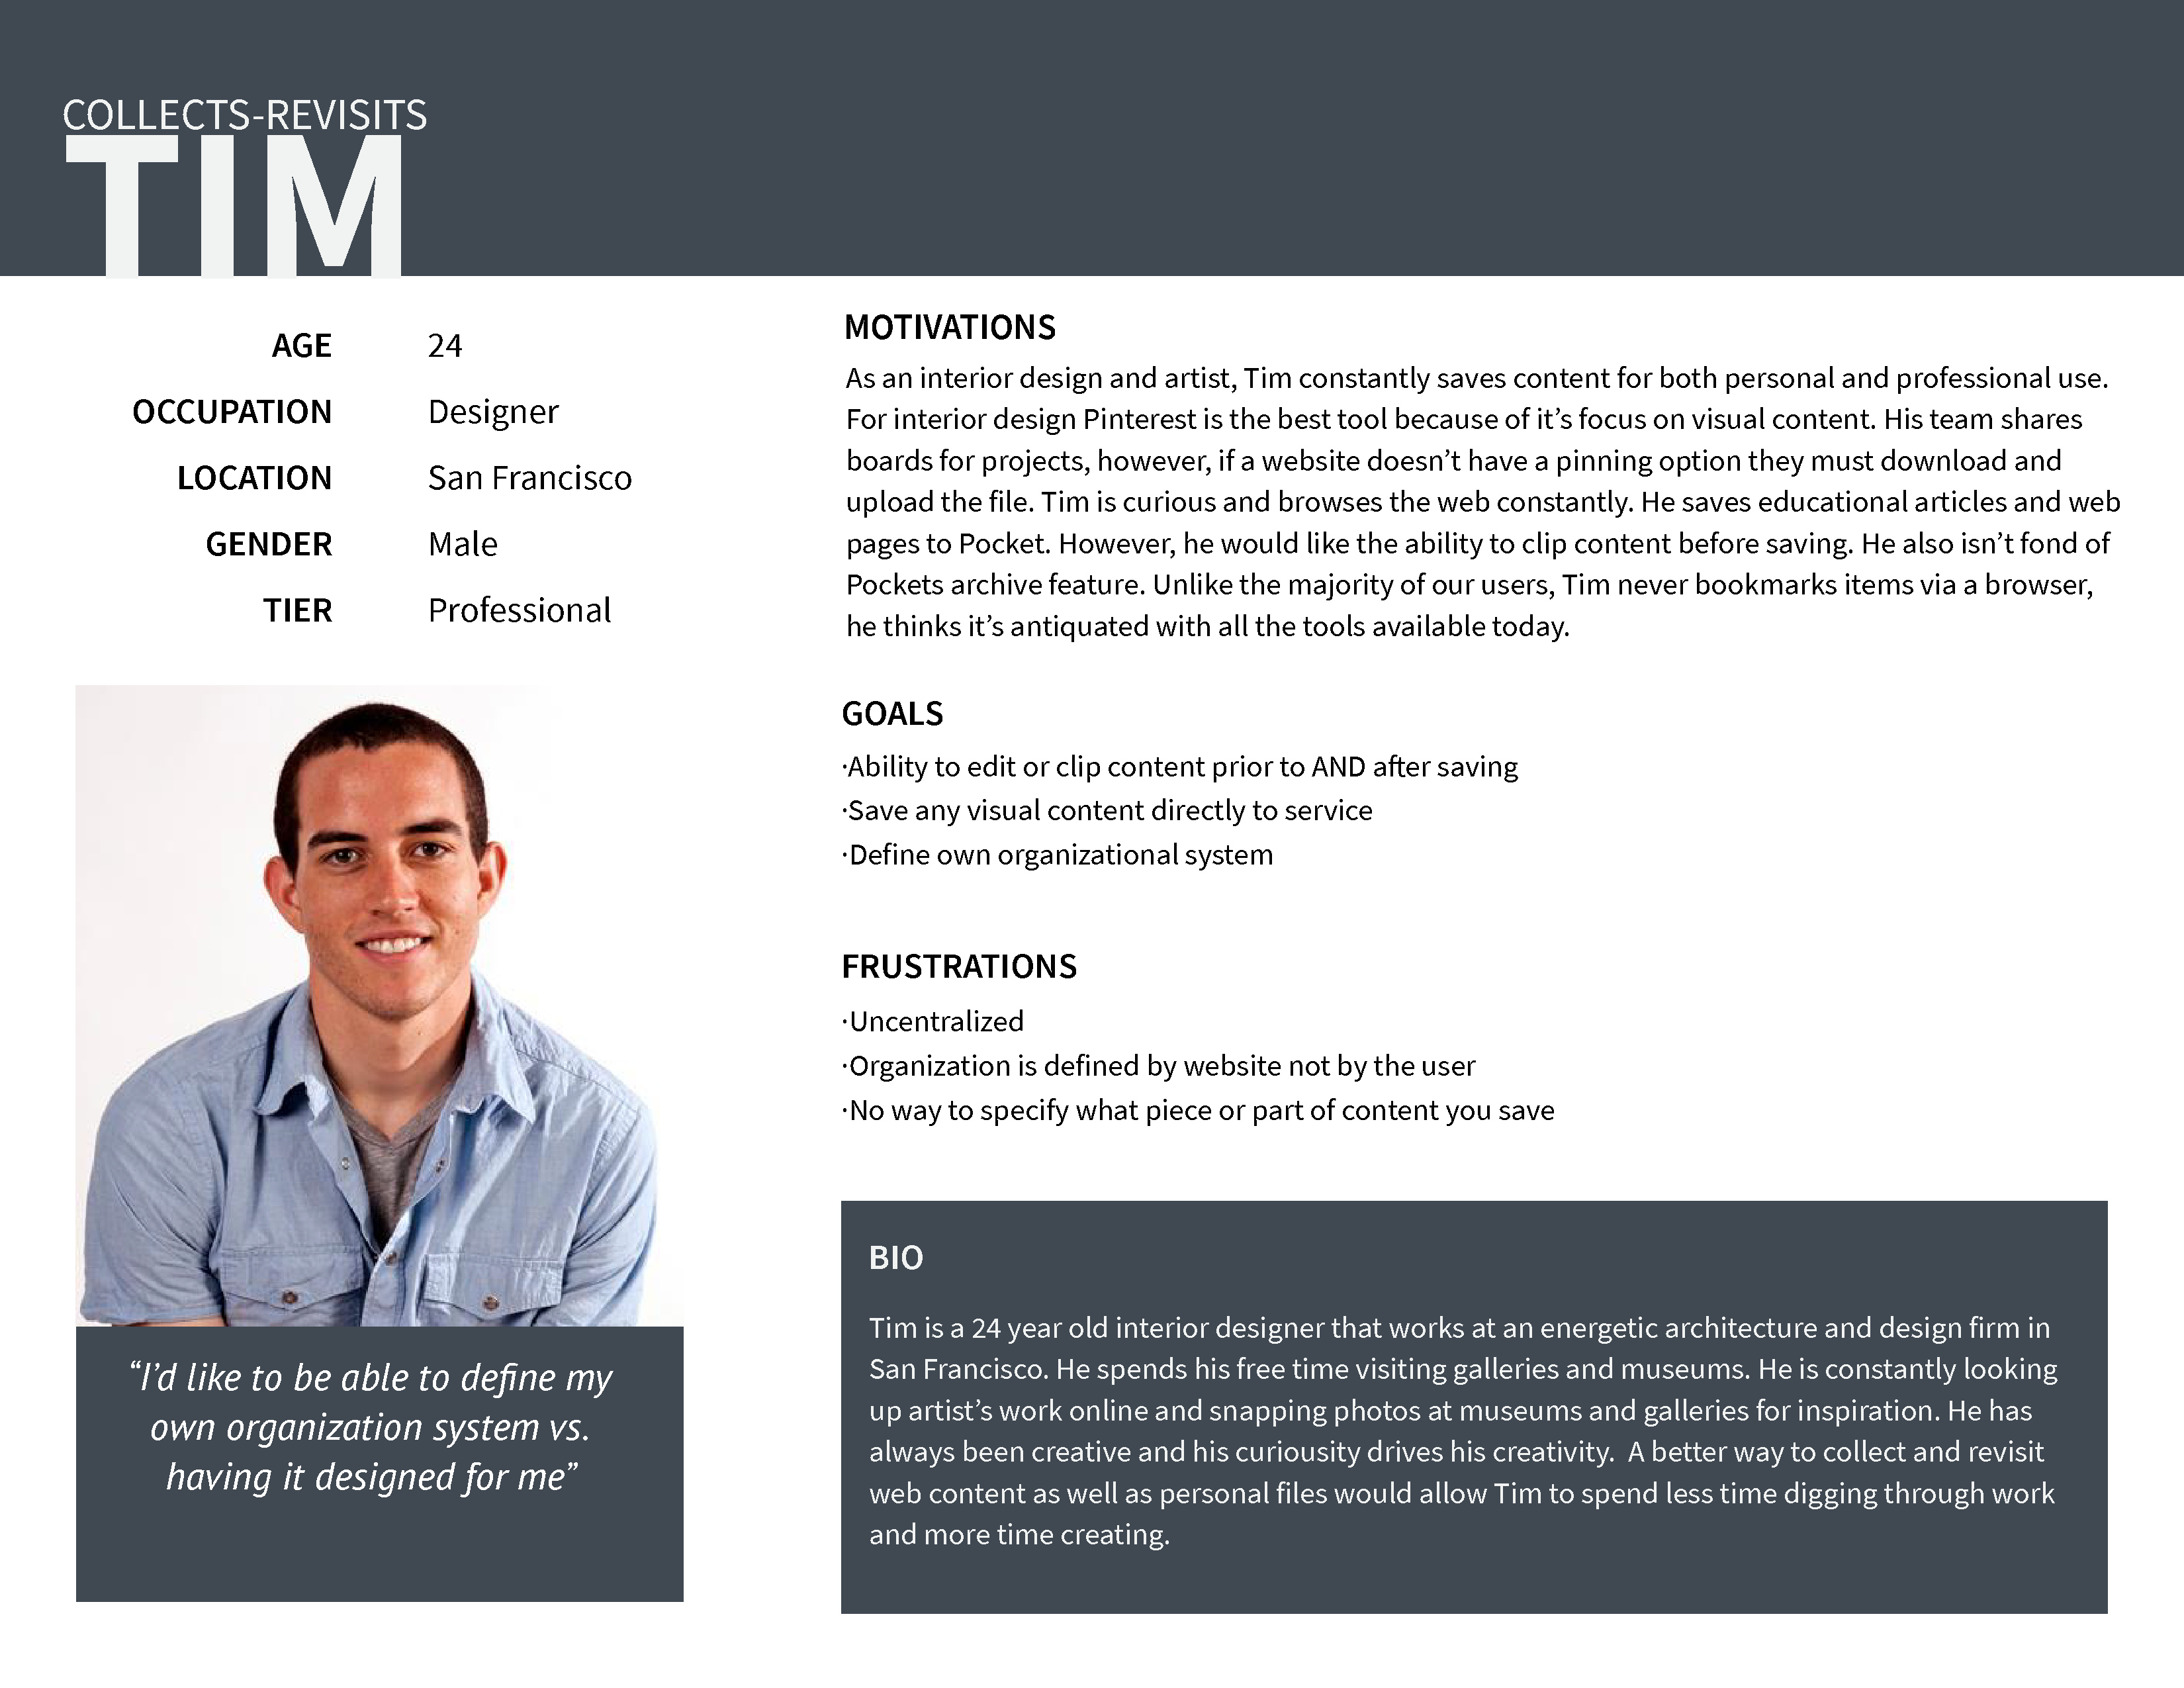 COLLECTS-REVISITS
TIM
AGE 24
OCCUPATION Designer
LOCATION San Francisco
GENDER Male
TIER Professional
“I’d like to be able to define my
own organization system vs.
having it designed for me”
MOTIVATIONS
As an interior design and artist, Tim constantly saves content for both personal and professional use.
For interior design Pinterest is the best tool because of it’s focus on visual content. His team shares
boards for projects, however, if a website doesn’t have a pinning option they must download and
upload the file. Tim is curious and browses the web constantly. He saves educational articles and web
pages to Pocket. However, he would like the ability to clip content before saving. He also isn’t fond of
Pockets archive feature. Unlike the majority of our users, Tim never bookmarks items via a browser,
he thinks it’s antiquated with all the tools available today.
GOALS
·Ability to edit or clip content prior to AND after saving
·Save any visual content directly to service
·Define own organizational system
FRUSTRATIONS
·Uncentralized
·Organization is defined by website not by the user
·No way to specify what piece or part of content you save
BIO
Tim is a 24 year old interior designer that works at an energetic architecture and design firm in
San Francisco. He spends his free time visiting galleries and museums. He is constantly looking
up artist’s work online and snapping photos at museums and galleries for inspiration. He has
always been creative and his curiousity drives his creativity.  A better way to collect and revisit
web content as well as personal files would allow Tim to spend less time digging through work
and more time creating.